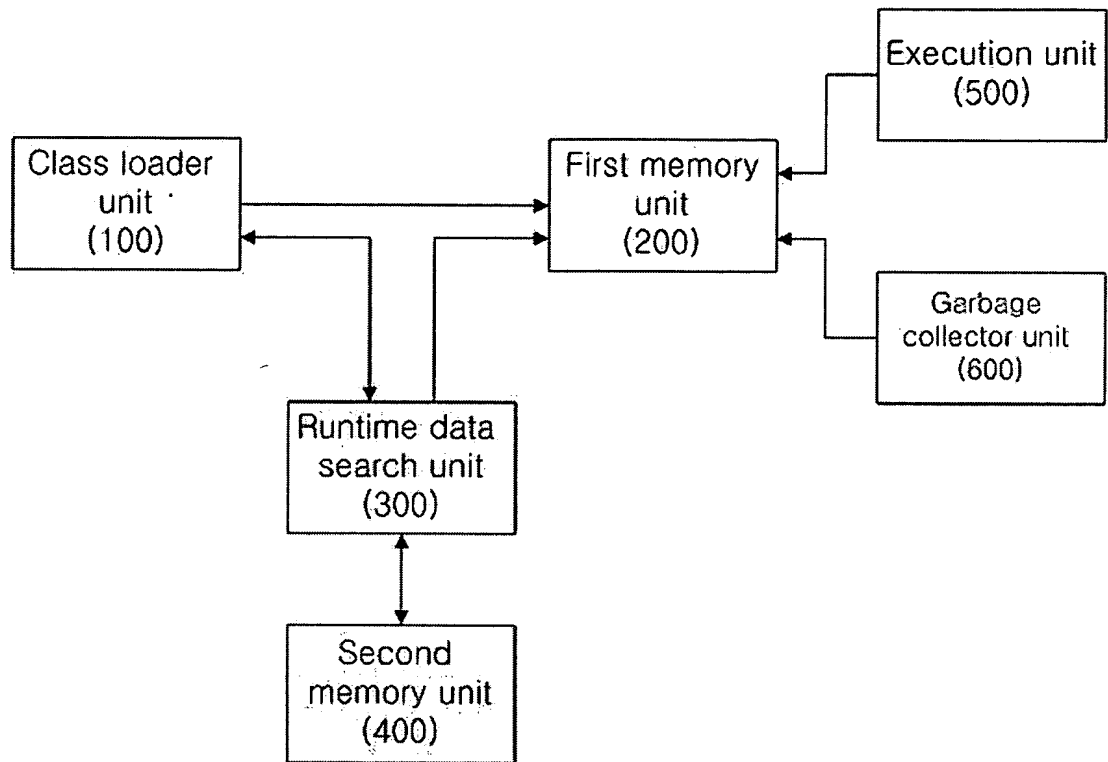 Execution unit
(500)
Class loader
unit
(100)
First memory
unit
(200)
Garbage
collector unit
(600)
Runtime data
search unit
(300)
Second
memory unit
(400)